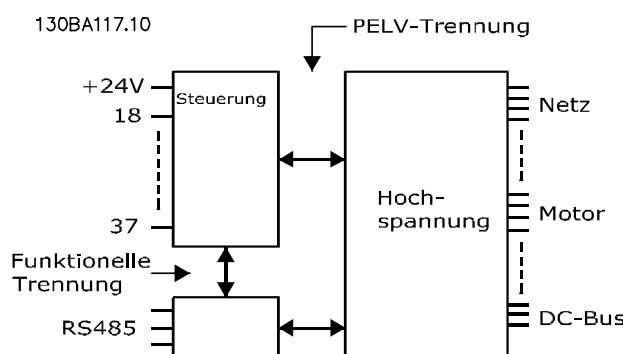 130BA117.10
PELV-Trennung
+24V
Steuerung
18
37
Hoch-
spannung
Netz
Motor
DC-Bus
Funktionelle
Trennung
RS485